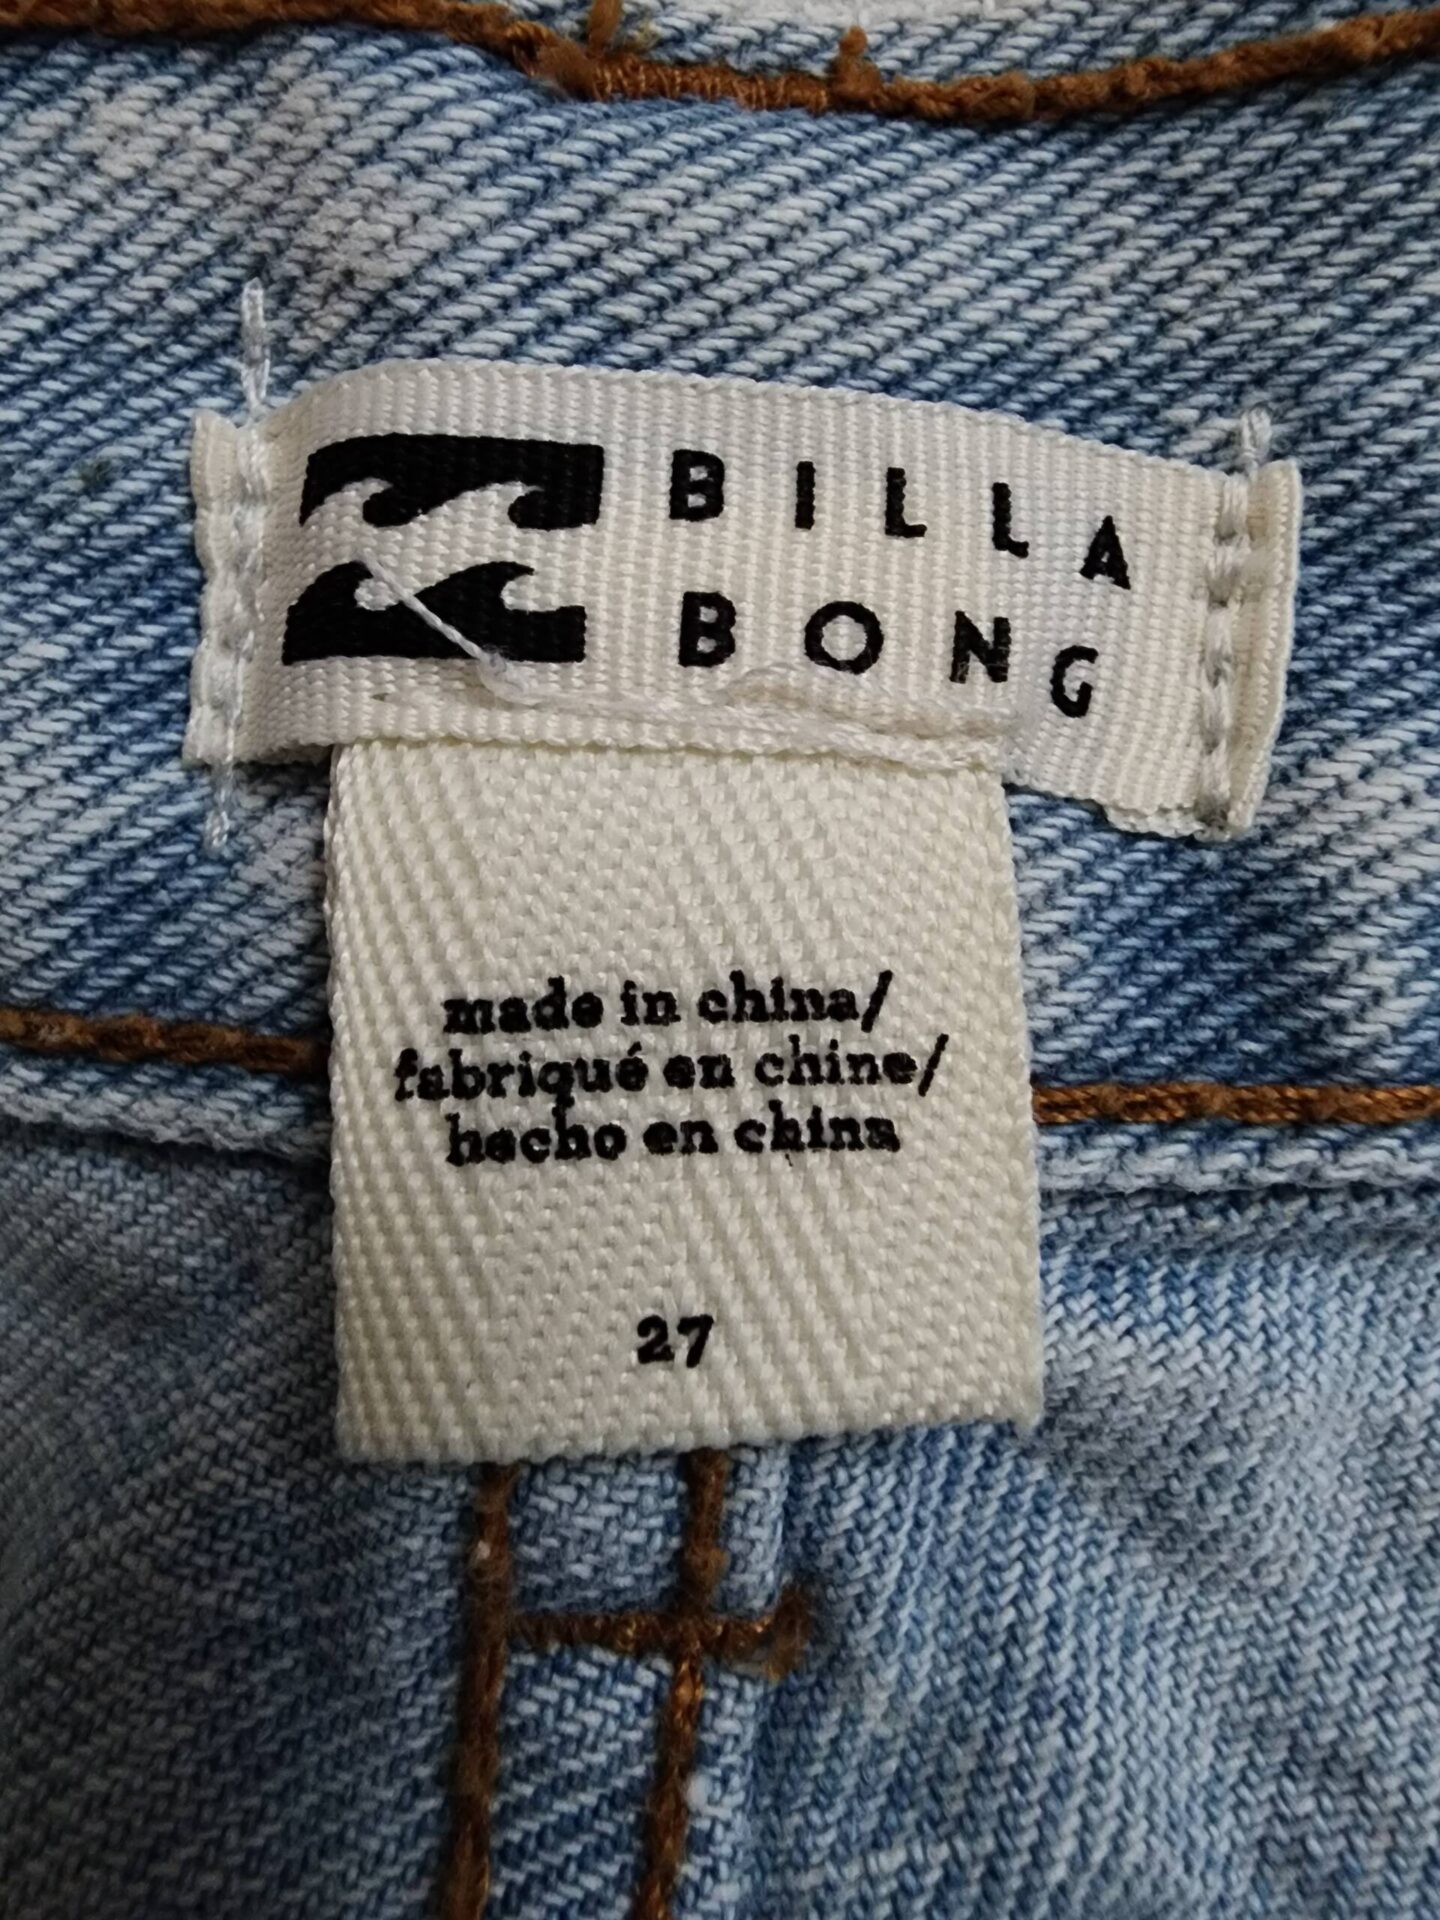 BILLA
BONG
made in china/
fabriqué en chine/
hecho en china
27